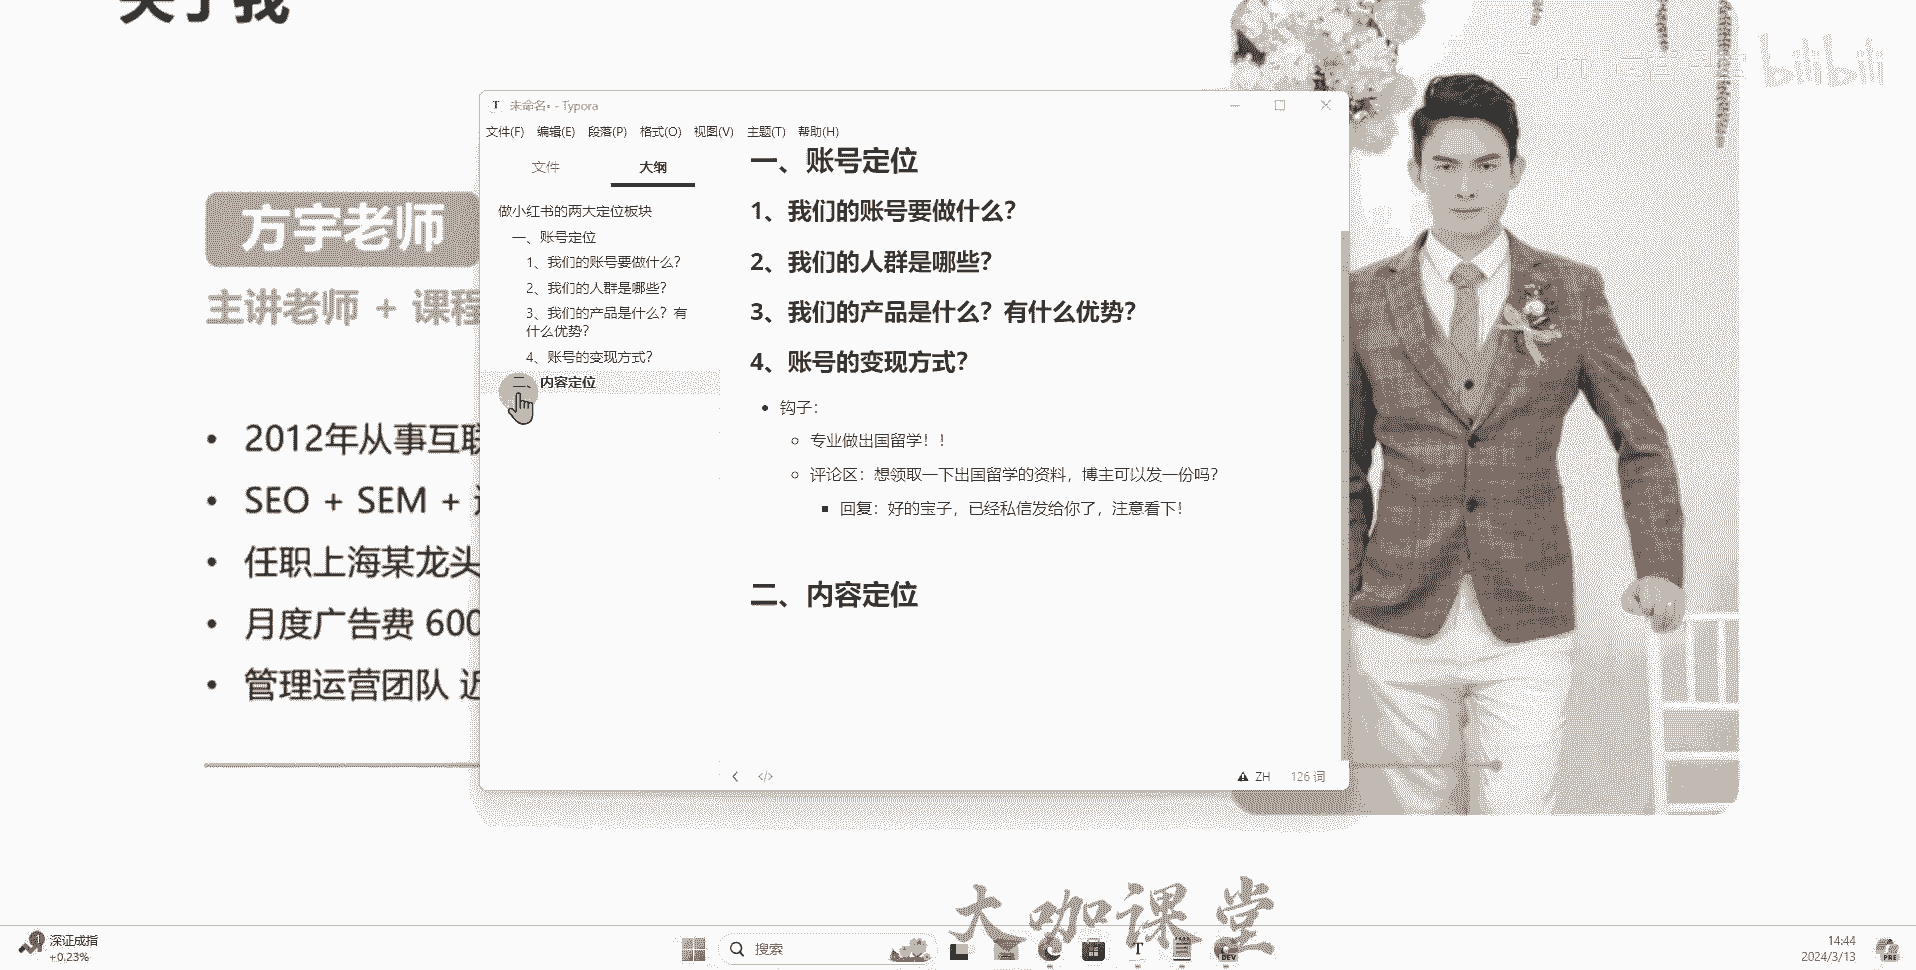 关于我
bilibili
方宇老师
主讲老师 + 课程
2012年从事互联
SEO + SEM +
任职上海某龙头
月度广告费 600
管理运营团队 近
T 未命名• - Typora
文件(F) 编辑(E) 段落(P) 格式(O) 视图(V) 主题(T) 帮助(H)
文件 大纲
做小红书的两大定位板块
一、账号定位
1、我们的账号要做什么?
2、我们的人群是哪些?
3、我们的产品是什么?有
什么优势?
4、账号的变现方式?
二、内容定位
一、账号定位
1、我们的账号要做什么?
2、我们的人群是哪些?
3、我们的产品是什么?有什么优势?
4、账号的变现方式?
钩子:
专业做出国留学!!
评论区:想领取一下出国留学的资料,博主可以发一份吗?
回复:好的宝子,已经私信发给你了,注意看下!
二、内容定位
</> ZH 126 词
大咖课堂
深证成指
+0.23%
搜索
T
DEV
14:44
2024/3/13
PRE